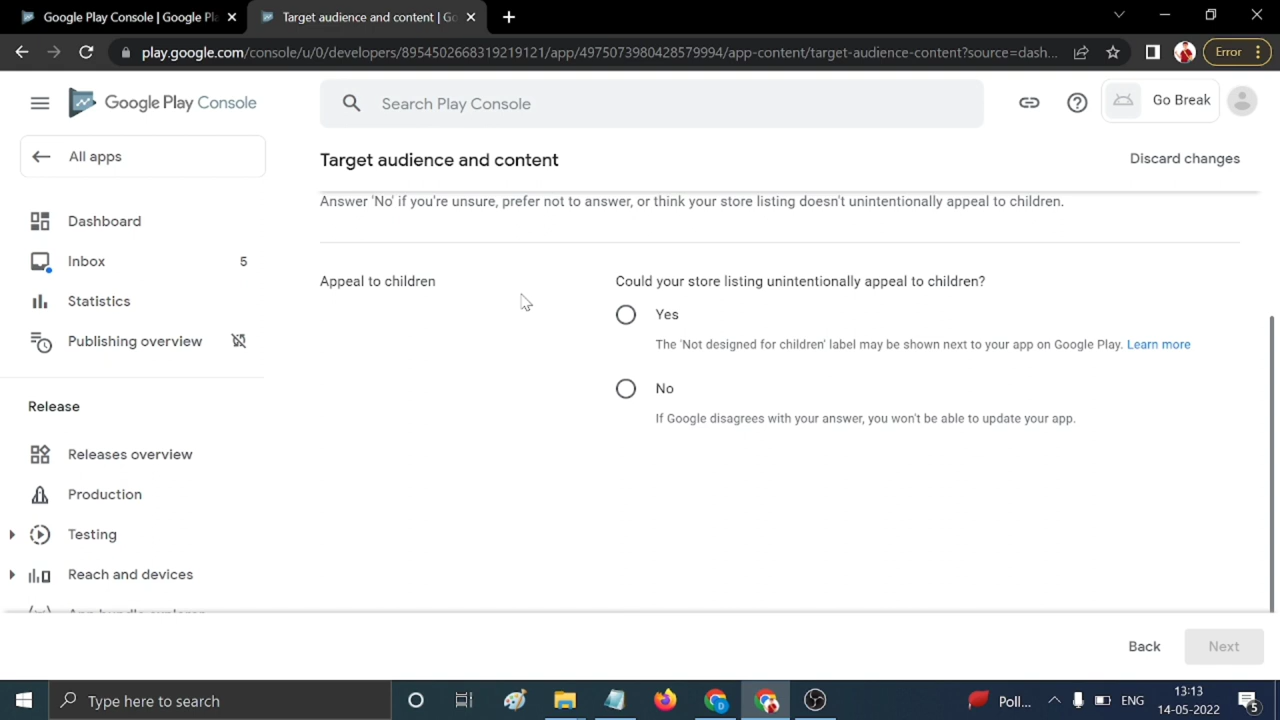 Google Play Console | Google Pla
Target audience and content | Go
play.google.com/console/u/0/developers/8954502668319219121/app/4975073980428579994/app-content/target-audience-content?source=dash...
Error
Google Play Console
Search Play Console
Go Break
All apps
Target audience and content
Discard changes
Answer 'No' if you're unsure, prefer not to answer, or think your store listing doesn't unintentionally appeal to children.
Dashboard
Inbox 5
Statistics
Publishing overview
Appeal to children
Could your store listing unintentionally appeal to children?
Yes
The 'Not designed for children' label may be shown next to your app on Google Play. Learn more
No
If Google disagrees with your answer, you won't be able to update your app.
Release
Releases overview
Production
Testing
Reach and devices
App bundle explorer
Back
Next
Type here to search
Poll...
ENG
13:13
14-05-2022
5